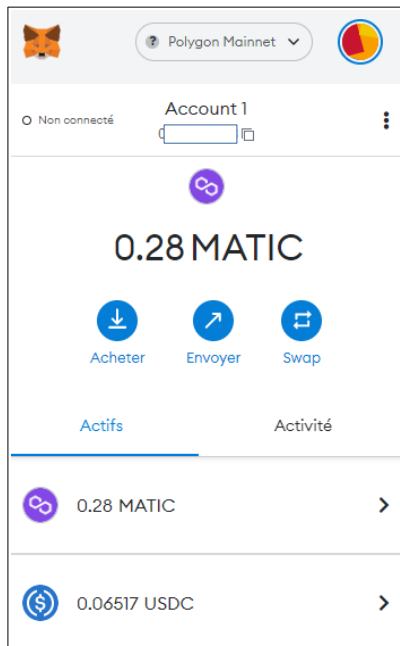 Polygon Mainnet
Non connecté
Account 1
0
0.28 MATIC
Acheter
Envoyer
Swap
Actifs
Activité
0.28 MATIC
0.06517 USDC